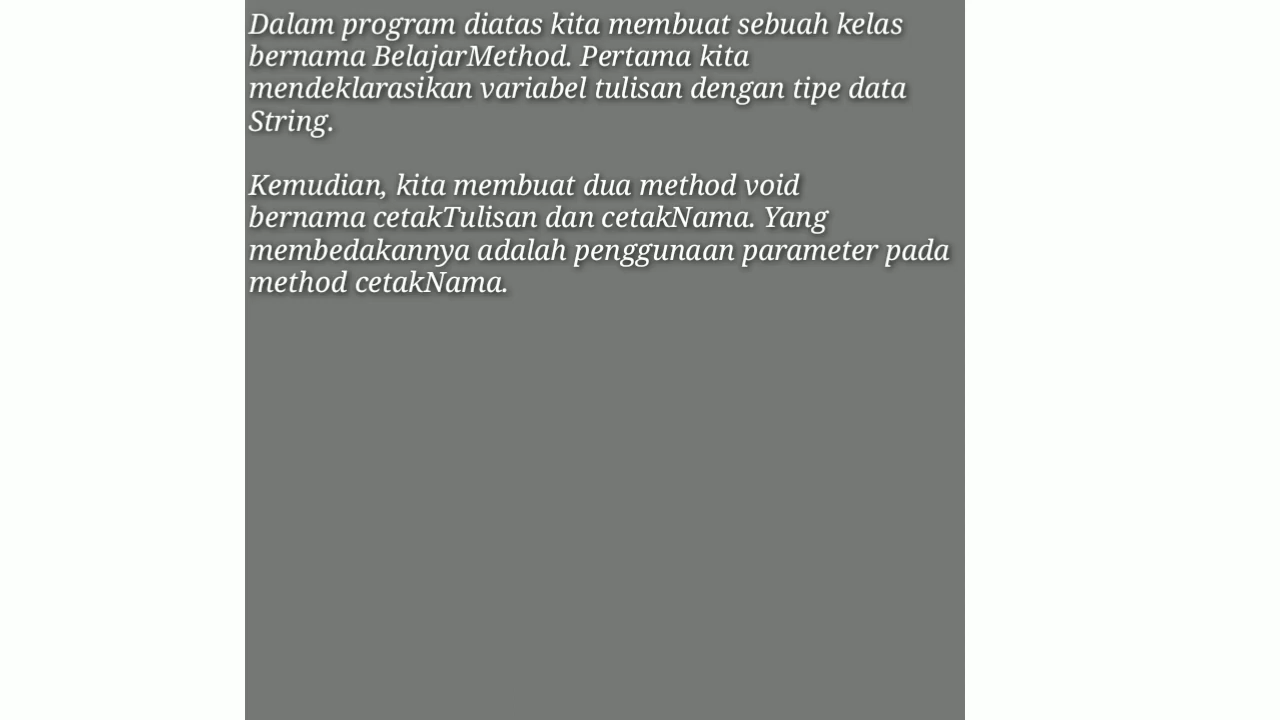 Dalam program diatas kita membuat sebuah kelas
bernama BelajarMethod. Pertama kita
mendeklarasikan variabel tulisan dengan tipe data
String.
Kemudian, kita membuat dua method void
bernama cetakTulisan dan cetakNama. Yang
membedakannya adalah penggunaan parameter pada
method cetakNama.